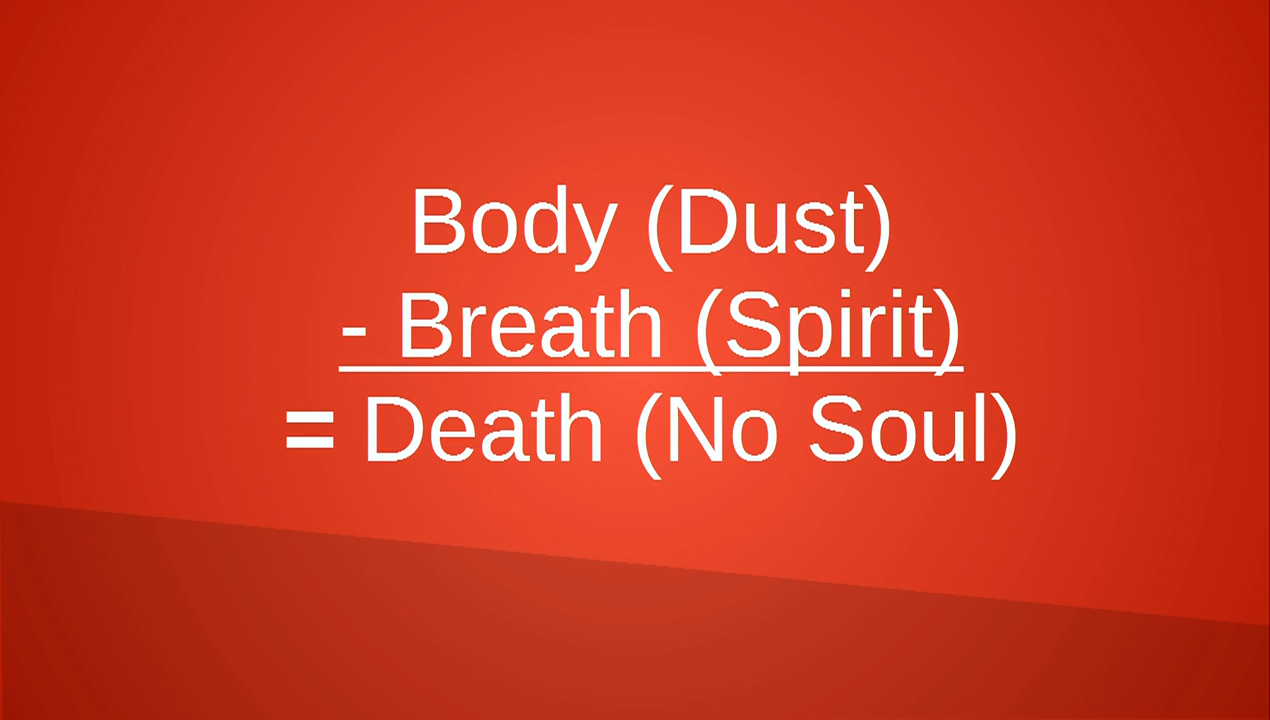 Body (Dust)
- Breath (Spirit)
= Death (No Soul)